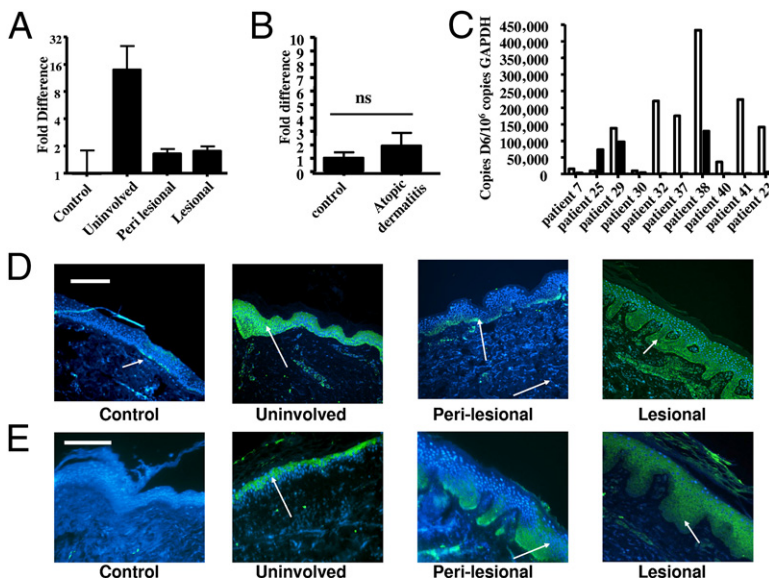 A
Fold Difference
32
16
8
4
2
1
Control
Uninvolved
Peri lesional
Lesional
B
Fold difference
10
9
8
7
6
5
4
3
2
1
0
ns
control
Atopic
dermatitis
C
Copies D6/10⁶ copies GAPDH
450,000
400,000
350,000
300,000
250,000
200,000
150,000
100,000
50,000
0
patient 7
patient 25
patient 29
patient 30
patient 32
patient 37
patient 38
patient 40
patient 41
patient 23
D
Control
Uninvolved
Peri-lesional
Lesional
E
Control
Uninvolved
Peri-lesional
Lesional